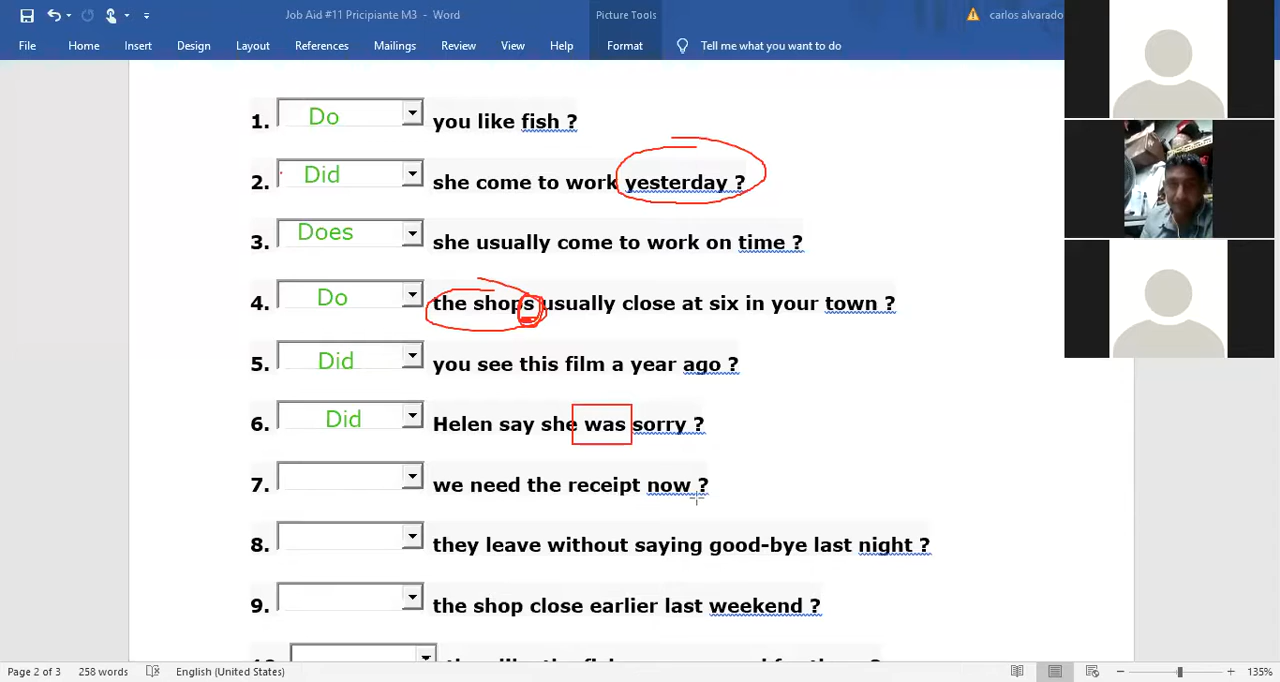 Job Aid #11 Pricipiante M3 - Word
Picture Tools
carlos alvarado
File Home Insert Design Layout References Mailings Review View Help Format Tell me what you want to do
1. Do you like fish ?
2. Did she come to work yesterday ?
3. Does she usually come to work on time ?
4. Do the shops usually close at six in your town ?
5. Did you see this film a year ago ?
6. Did Helen say she was sorry ?
7. we need the receipt now ?
8. they leave without saying good-bye last night ?
9. the shop close earlier last weekend ?
Page 2 of 3 258 words English (United States) 135%